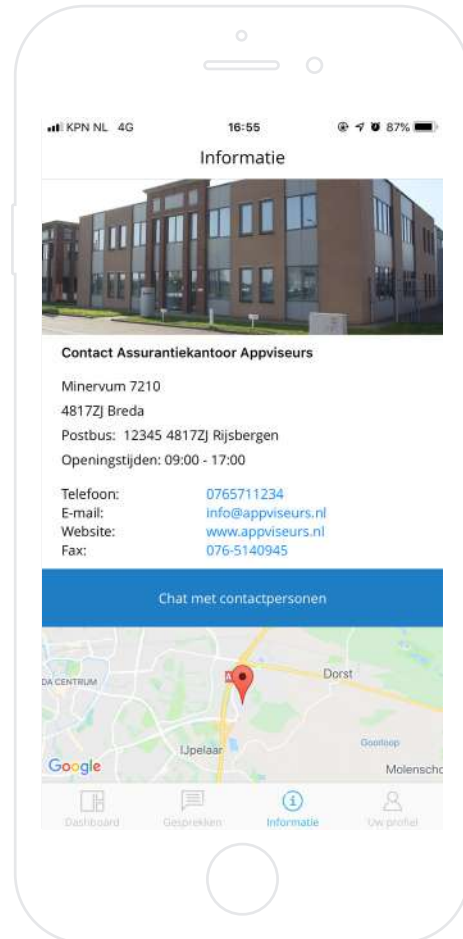 KPN NL 4G 16:55 87%
Informatie
Contact Assurantiekantoor Appviseurs
Minervum 7210
4817ZJ Breda
Postbus: 12345 4817ZJ Rijsbergen
Openingstijden: 09:00 - 17:00
Telefoon: 0765711234
E-mail: info@appviseurs.nl
Website: www.appviseurs.nl
Fax: 076-5140945
Chat met contactpersonen
DA CENTRUM
A
Dorst
IJpelaar
Gooiloop
Google
Molenscho
Dashboard Gesprekken Informatie Uw profiel